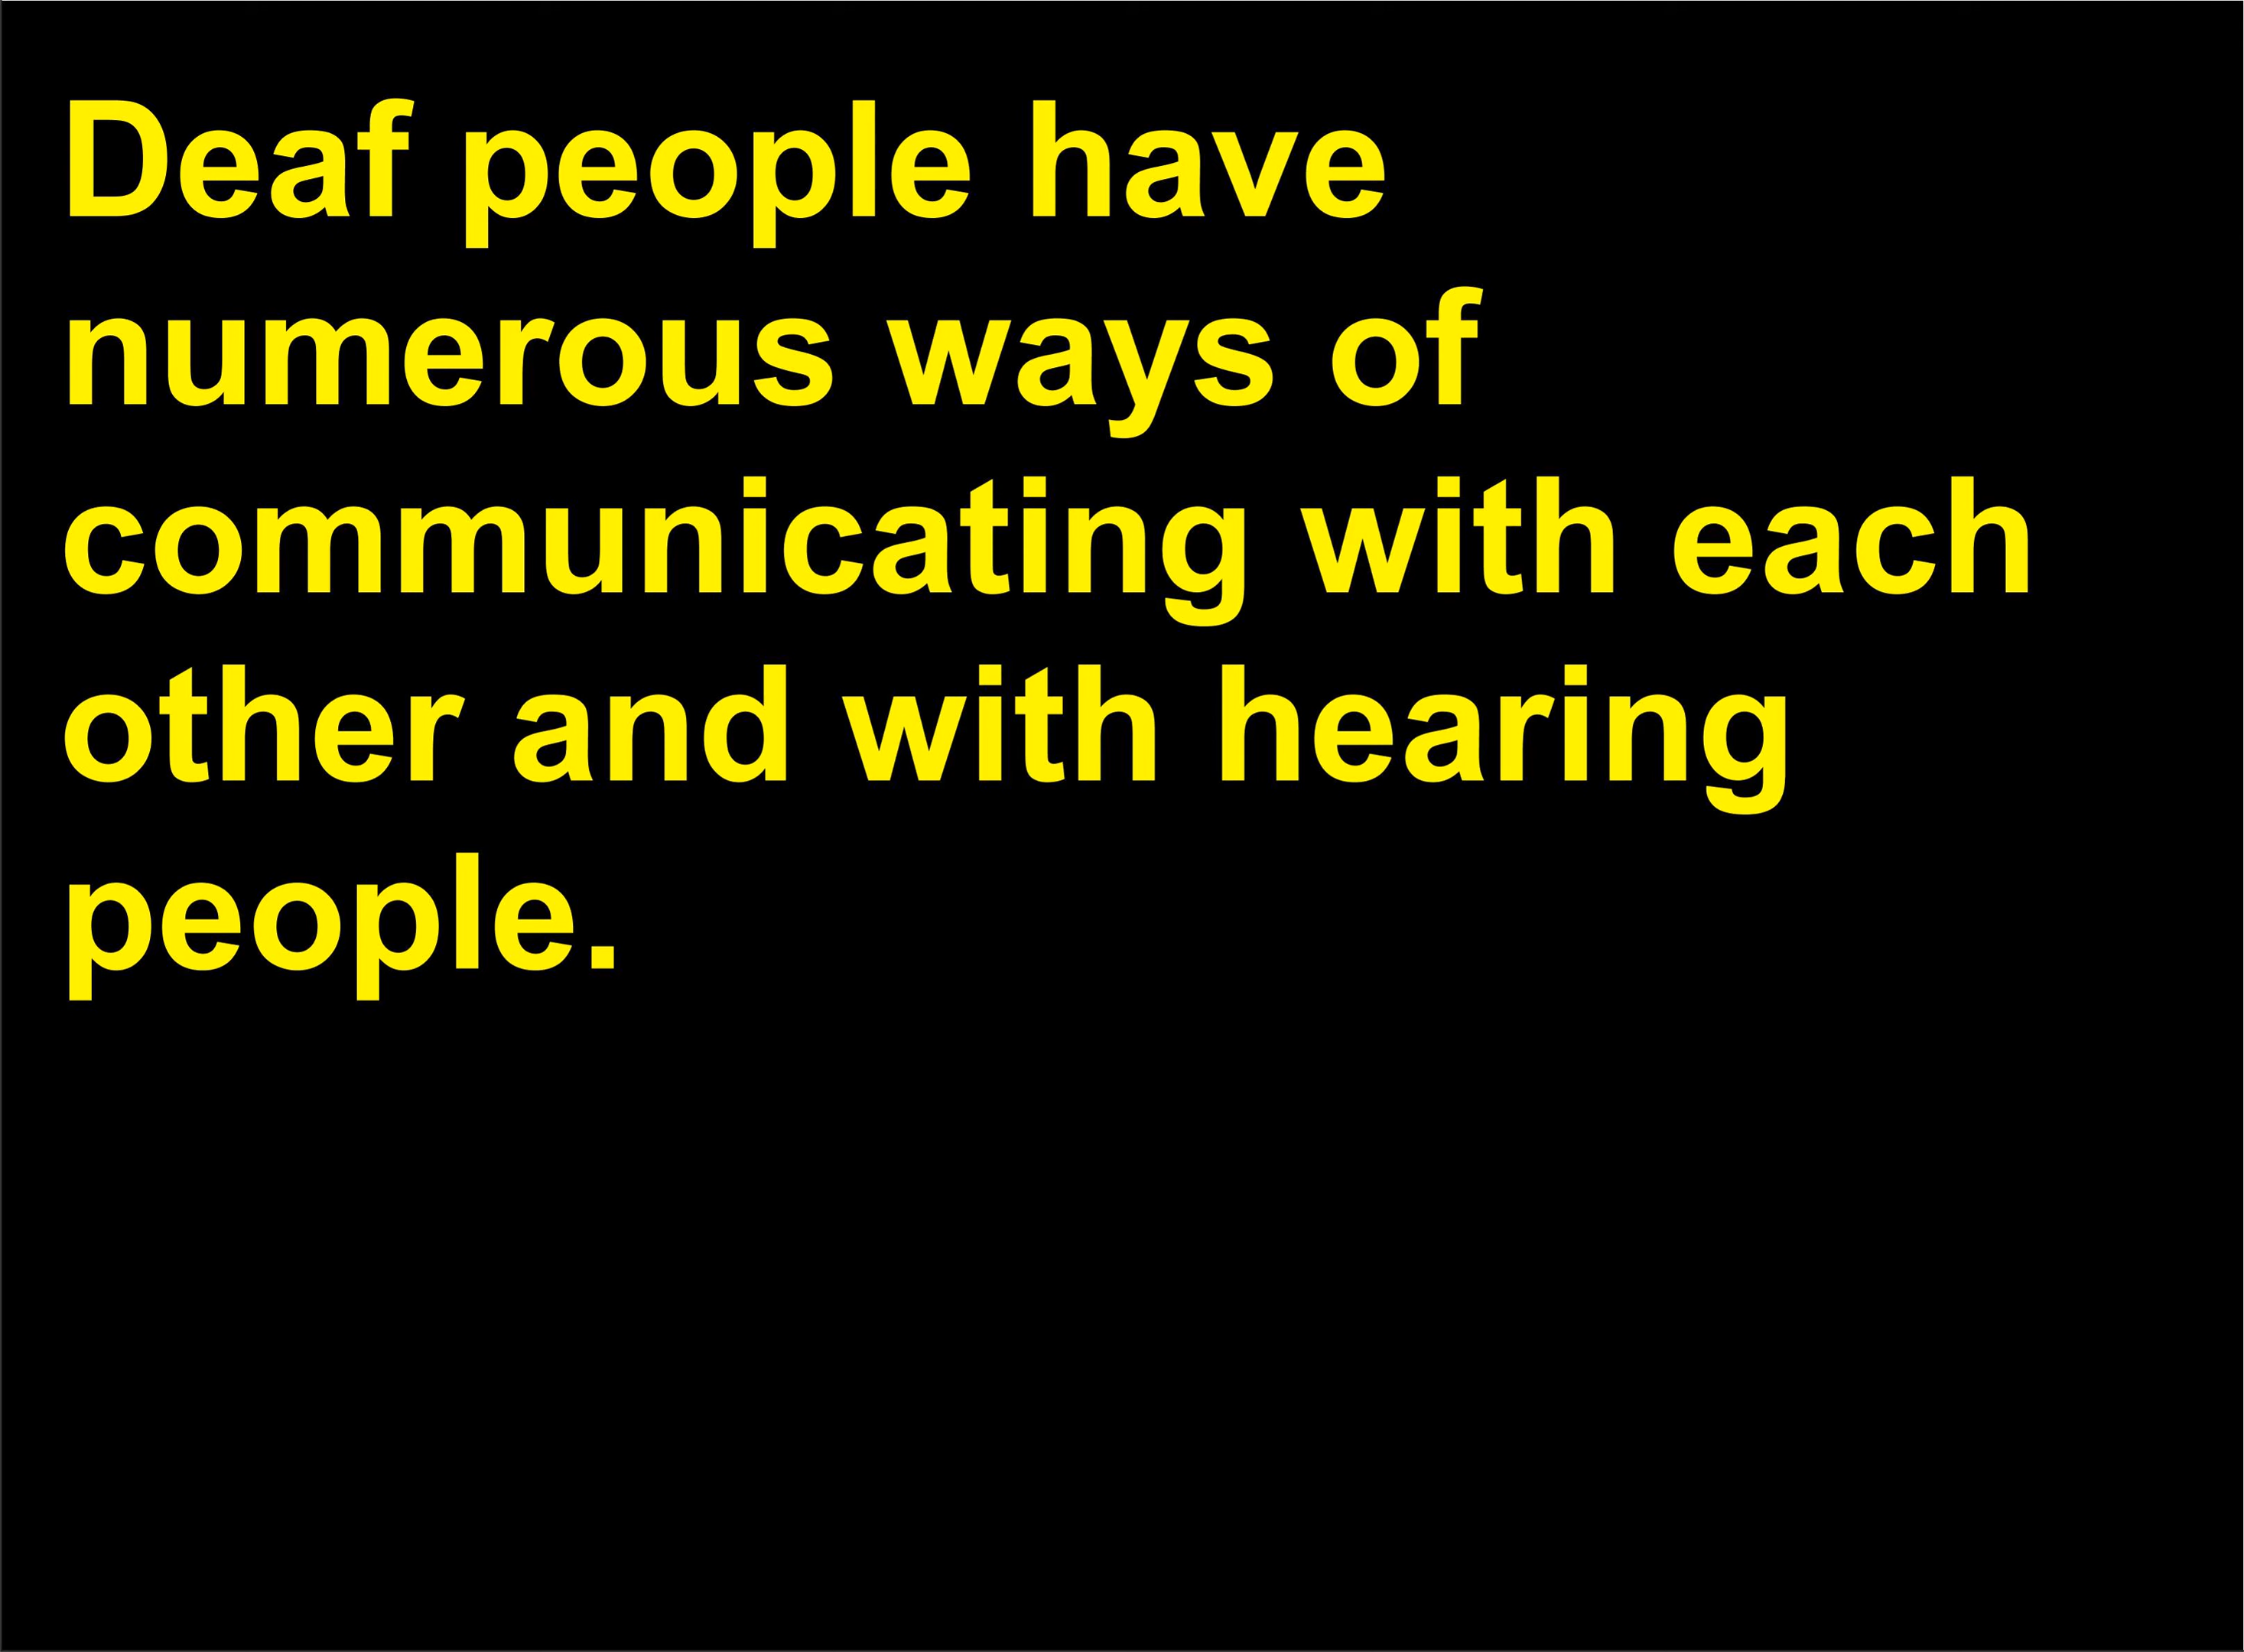 Deaf people have
numerous ways of
communicating with each
other and with hearing
people.